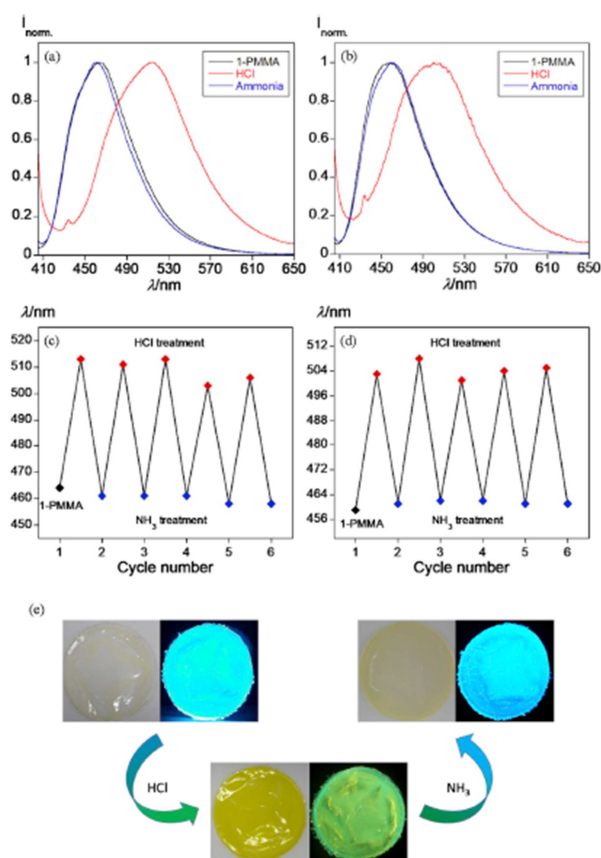 I norm. I norm.
(a) 1-PMMA HCl Ammonia
(b) 1-PMMA HCl Ammonia
1
0.8
0.6
0.4
0.2
0
410 450 490 530 570 610 650
λ/nm
1
0.8
0.6
0.4
0.2
0
410 450 490 530 570 610 650
λ/nm
λ/nm
(c) HCl treatment
520
510
500
490
480
470
460
450
1-PMMA
NH3 treatment
1 2 3 4 5 6
Cycle number
λ/nm
(d) HCl treatment
512
504
496
488
480
472
464
456
1-PMMA
NH3 treatment
1 2 3 4 5 6
Cycle number
(e)
HCl
NH3